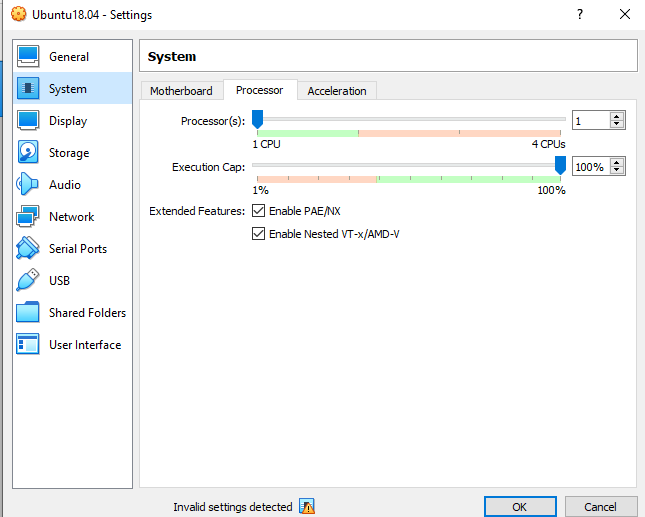 Ubuntu18.04 - Settings
General
System
Display
Storage
Audio
Network
Serial Ports
USB
Shared Folders
User Interface
System
Motherboard Processor Acceleration
Processor(s): 1
1 CPU 4 CPUs
Execution Cap: 100%
1% 100%
Extended Features: Enable PAE/NX
Enable Nested VT-x/AMD-V
Invalid settings detected
OK Cancel